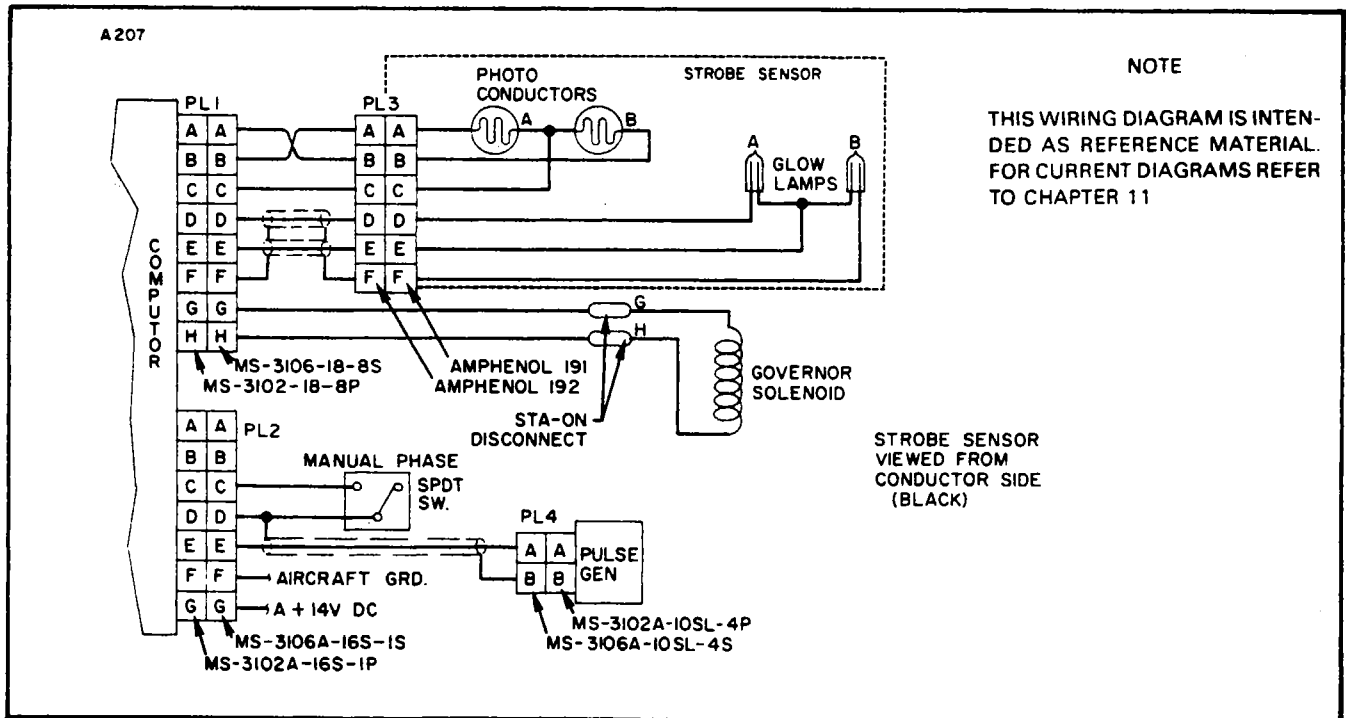 A207
NOTE
THIS WIRING DIAGRAM IS INTEN-
DED AS REFERENCE MATERIAL.
FOR CURRENT DIAGRAMS REFER
TO CHAPTER 11
PHOTO
CONDUCTORS
STROBE SENSOR
PL1
PL3
A A
B B
C C
D D
E E
F F
G G
H H
A A
B B
C C
D D
E E
F F
A
B
A
B
GLOW
LAMPS
COMPUTOR
G
H
MS-3106-18-8S
MS-3102-18-8P
AMPHENOL 191
AMPHENOL 192
STA-ON
DISCONNECT
GOVERNOR
SOLENOID
STROBE SENSOR
VIEWED FROM
CONDUCTOR SIDE
(BLACK)
PL2
A A
B B
C C
D D
E E
F F
G G
MANUAL PHASE
SPDT
SW.
PL4
A A
B B
PULSE
GEN
AIRCRAFT GRD.
A + 14V DC
MS-3106A-16S-1S
MS-3102A-16S-1P
MS-3102A-10SL-4P
MS-3106A-10SL-4S